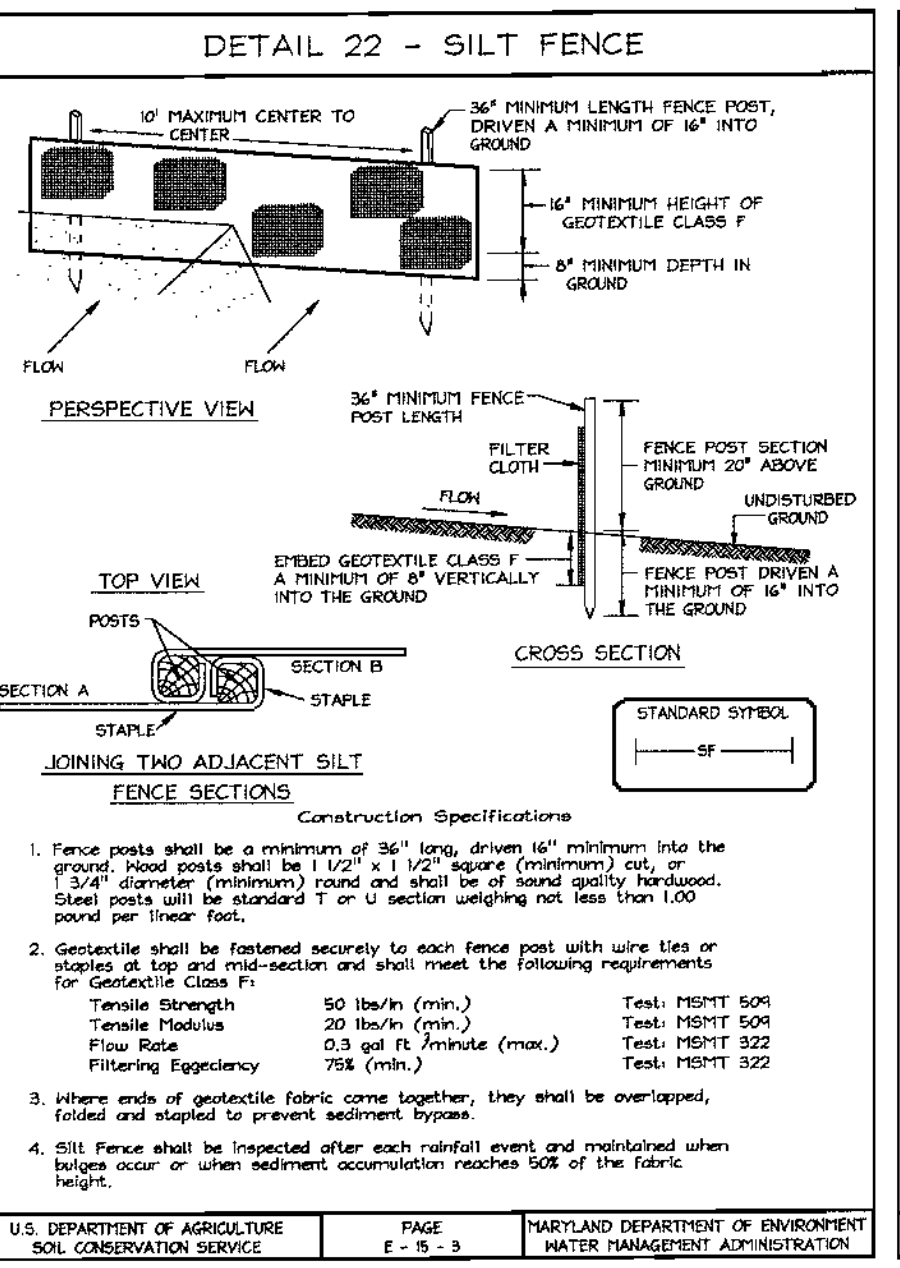 DETAIL 22 - SILT FENCE
10' MAXIMUM CENTER TO
CENTER
36" MINIMUM LENGTH FENCE POST,
DRIVEN A MINIMUM OF 16" INTO
GROUND
16" MINIMUM HEIGHT OF
GEOTEXTILE CLASS F
8" MINIMUM DEPTH IN
GROUND
FLOW
FLOW
PERSPECTIVE VIEW
36" MINIMUM FENCE
POST LENGTH
FILTER
CLOTH
FENCE POST SECTION
MINIMUM 20" ABOVE
GROUND
FLOW
UNDISTURBED
GROUND
EMBED GEOTEXTILE CLASS F
A MINIMUM OF 8" VERTICALLY
INTO THE GROUND
FENCE POST DRIVEN A
MINIMUM OF 16" INTO
THE GROUND
CROSS SECTION
TOP VIEW
POSTS
SECTION B
SECTION A
STAPLE
STAPLE
JOINING TWO ADJACENT SILT
FENCE SECTIONS
STANDARD SYMBOL
SF
Construction Specifications
1. Fence posts shall be a minimum of 36" long, driven 16" minimum into the
ground. Wood posts shall be 1 1/2" x 1 1/2" square (minimum) cut, or
1 3/4" diameter (minimum) round and shall be of sound quality hardwood.
Steel posts will be standard T or U section weighing not less than 1.00
pound per linear foot.
2. Geotextile shall be fastened securely to each fence post with wire ties or
staples at top and mid-section and shall meet the following requirements
for Geotextile Class F:
Tensile Strength 50 lbs/in (min.) Test: MSMT 509
Tensile Modulus 20 lbs/in (min.) Test: MSMT 509
Flow Rate 0.3 gal ft ²/minute (max.) Test: MSMT 322
Filtering Eggeciency 75% (min.) Test: MSMT 322
3. Where ends of geotextile fabric come together, they shall be overlapped,
folded and stapled to prevent sediment bypass.
4. Silt Fence shall be inspected after each rainfall event and maintained when
bulges occur or when sediment accumulation reaches 50% of the fabric
height.
U.S. DEPARTMENT OF AGRICULTURE
SOIL CONSERVATION SERVICE
PAGE
E - 15 - 3
MARYLAND DEPARTMENT OF ENVIRONMENT
WATER MANAGEMENT ADMINISTRATION